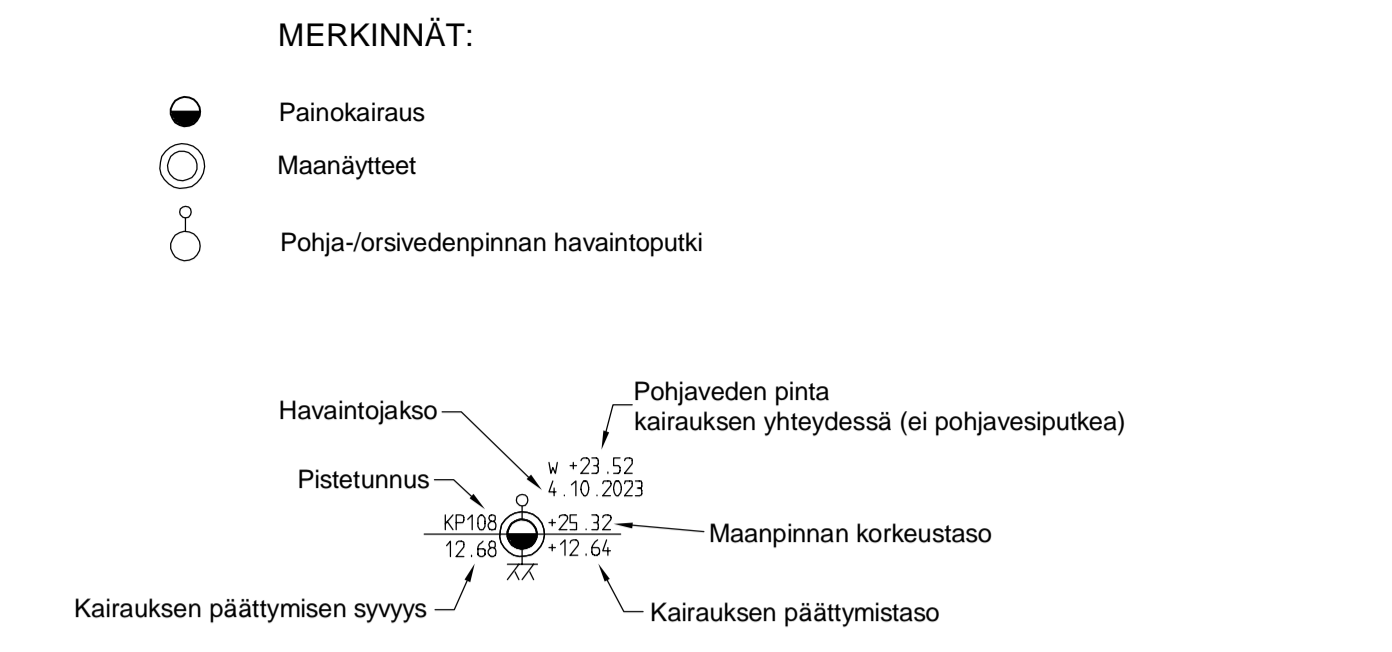 MERKINNÄT:
Painokairaus
Maanäytteet
Pohja-/orsivedenpinnan havaintoputki
Pohjaveden pinta
kairauksen yhteydessä (ei pohjavesiputkea)
Havaintojakso
W +23.52
4.10.2023
Pistetunnus
KP108 +25.32
12.68 +12.64
Maanpinnan korkeustaso
Kairauksen päättymisen syvyys
Kairauksen päättymistaso